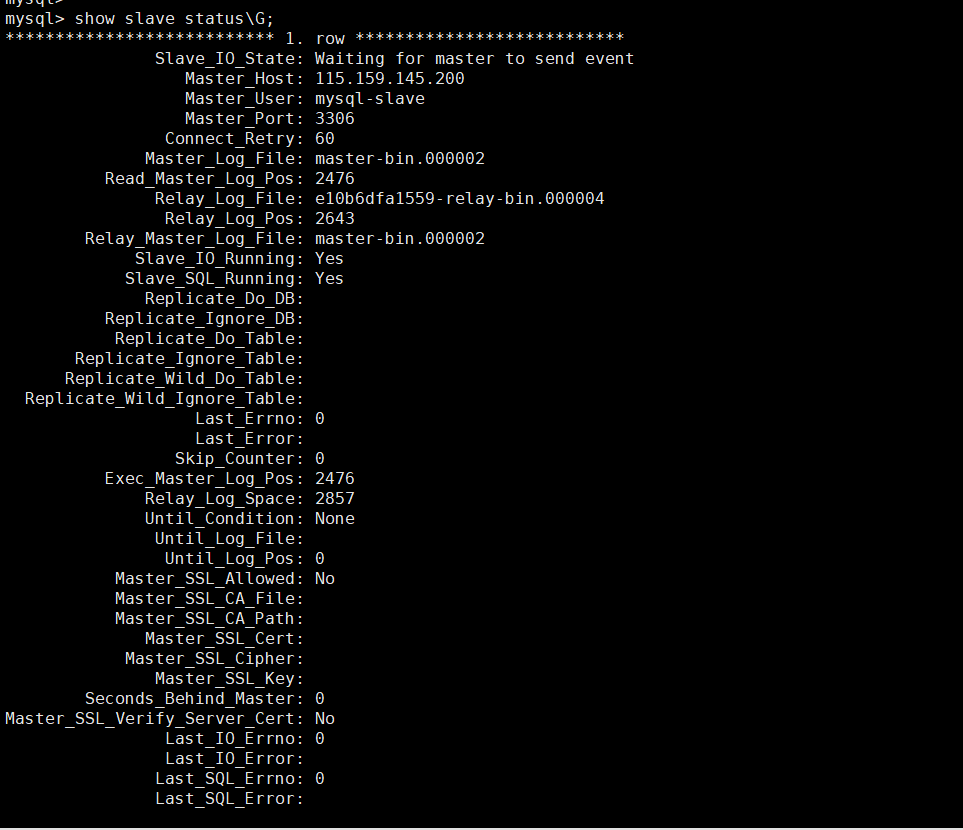 mysql>
mysql> show slave status\G;
*************************** 1. row ***************************
Slave_IO_State: Waiting for master to send event
Master_Host: 115.159.145.200
Master_User: mysql-slave
Master_Port: 3306
Connect_Retry: 60
Master_Log_File: master-bin.000002
Read_Master_Log_Pos: 2476
Relay_Log_File: e10b6dfa1559-relay-bin.000004
Relay_Log_Pos: 2643
Relay_Master_Log_File: master-bin.000002
Slave_IO_Running: Yes
Slave_SQL_Running: Yes
Replicate_Do_DB:
Replicate_Ignore_DB:
Replicate_Do_Table:
Replicate_Ignore_Table:
Replicate_Wild_Do_Table:
Replicate_Wild_Ignore_Table:
Last_Errno: 0
Last_Error:
Skip_Counter: 0
Exec_Master_Log_Pos: 2476
Relay_Log_Space: 2857
Until_Condition: None
Until_Log_File:
Until_Log_Pos: 0
Master_SSL_Allowed: No
Master_SSL_CA_File:
Master_SSL_CA_Path:
Master_SSL_Cert:
Master_SSL_Cipher:
Master_SSL_Key:
Seconds_Behind_Master: 0
Master_SSL_Verify_Server_Cert: No
Last_IO_Errno: 0
Last_IO_Error:
Last_SQL_Errno: 0
Last_SQL_Error: